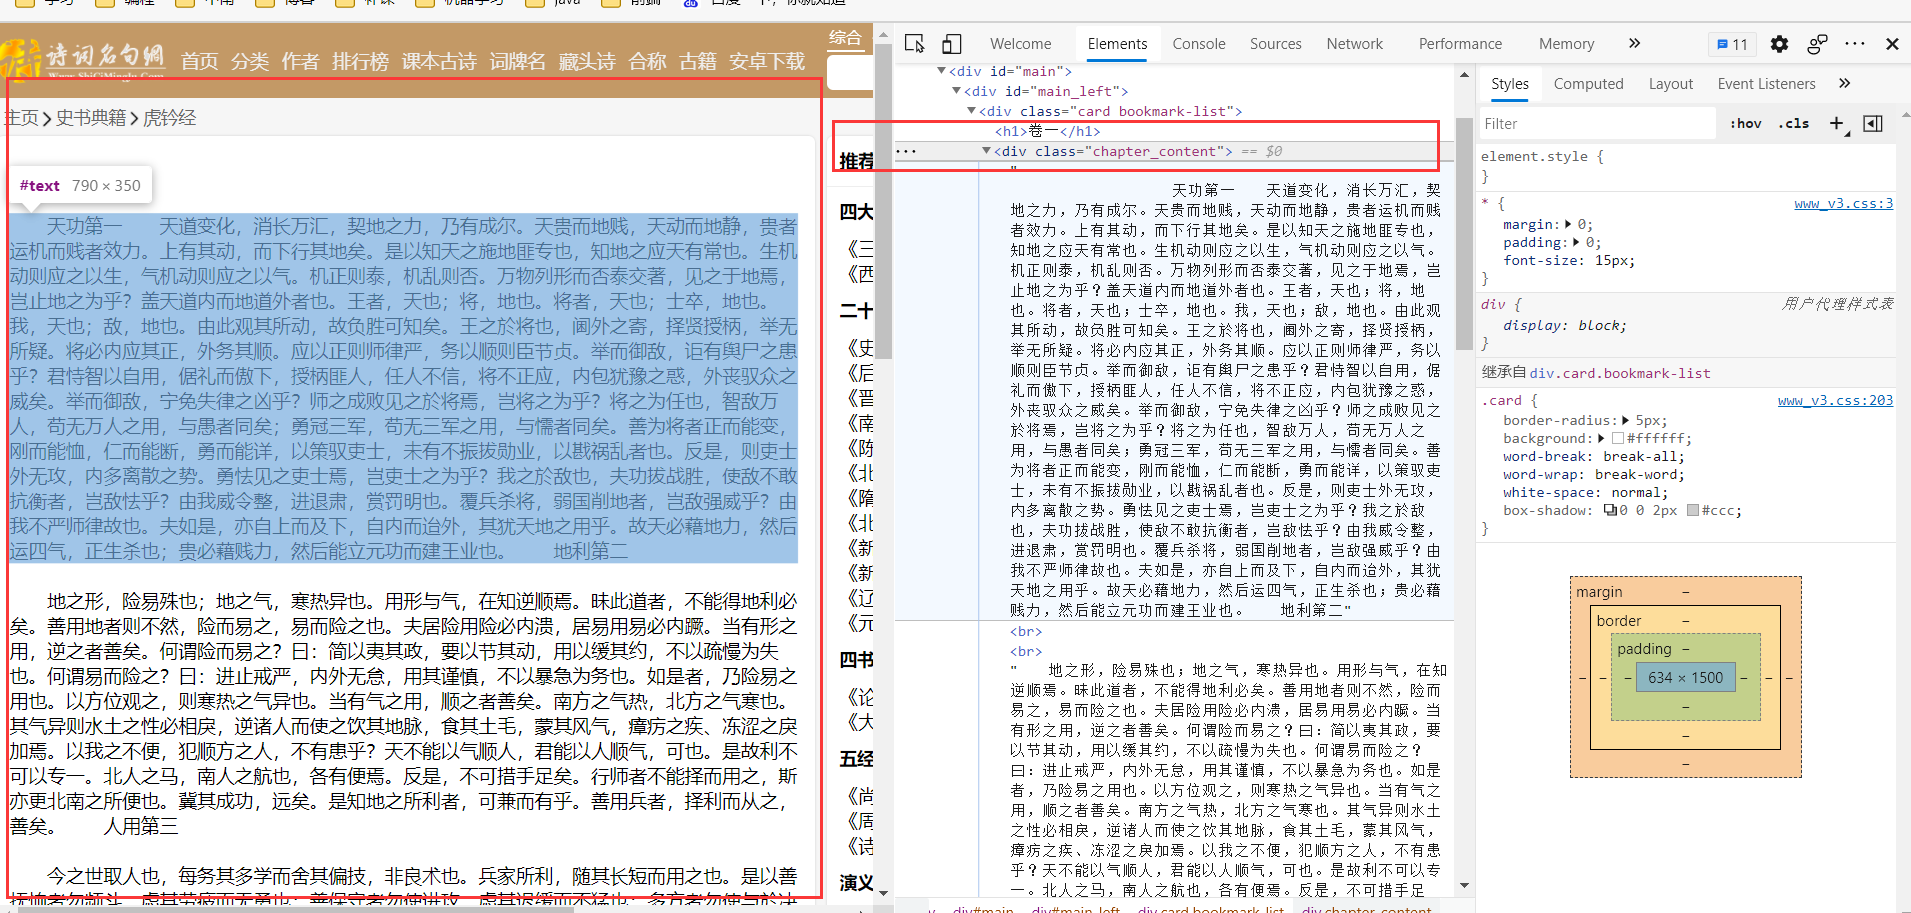 学习 编程 博客 补课 机器学习 java 前端 百度一下，你就知道
诗词名句网
www.ShiCiMingJu.Com
首页 分类 作者 排行榜 课本古诗 词牌名 藏头诗 合称 古籍 安卓下载
综合
主页 史书典籍 虎钤经
#text 790 × 350
天功第一　　天道变化，消长万汇，契地之力，乃有成尔。天贵而地贱，天动而地静，贵者
运机而贱者效力。上有其动，而下行其地矣。是以知天之施地匪专也，知地之应天有常也。生机
动则应之以生，气机动则应之以气。机正则泰，机乱则否。万物列形而否泰交著，见之于地焉，
岂止地之为乎？盖天道内而地道外者也。王者，天也；将，地也。将者，天也；士卒，地也。
我，天也；敌，地也。由此观其所动，故负胜可知矣。王之於将也，阃外之寄，择贤授柄，举无
所疑。将必内应其正，外务其顺。应以正则师律严，务以顺则臣节贞。举而御敌，讵有舆尸之患
乎？君恃智以自用，倨礼而傲下，授柄匪人，任人不信，将不正应，内包犹豫之惑，外丧驭众之
威矣。举而御敌，宁免失律之凶乎？师之成败见之於将焉，岂将之为乎？将之为任也，智敌万
人，苟无万人之用，与愚者同矣；勇冠三军，苟无三军之用，与懦者同矣。善为将者正而能变，
刚而能恤，仁而能断，勇而能详，以策驭吏士，未有不振拔勋业，以戡祸乱者也。反是，则吏士
外无攻，内多离散之势。勇怯见之吏士焉，岂吏士之为乎？我之於敌也，夫功拔战胜，使敌不敢
抗衡者，岂敌怯乎？由我威令整，进退肃，赏罚明也。覆兵杀将，弱国削地者，岂敌强威乎？由
我不严师律故也。夫如是，亦自上而及下，自内而迨外，其犹天地之用乎。故天必藉地力，然后
运四气，正生杀也；贵必藉贱力，然后能立元功而建王业也。　　地利第二
地之形，险易殊也；地之气，寒热异也。用形与气，在知逆顺焉。昧此道者，不能得地利必
矣。善用地者则不然，险而易之，易而险之也。夫居险用险必内溃，居易用易必内蹶。当有形之
用，逆之者善矣。何谓险而易之？曰：简以夷其政，要以节其动，用以缓其约，不以疏慢为失
也。何谓易而险之？曰：进止戒严，内外无怠，用其谨慎，不以暴急为务也。如是者，乃险易之
用也。以方位观之，则寒热之气异也。当有气之用，顺之者善矣。南方之气热，北方之气寒也。
其气异则水土之性必相戾，逆诸人而使之饮其地脉，食其土毛，蒙其风气，瘴疠之疾、冻涩之戾
加焉。以我之不便，犯顺方之人，不有患乎？天不能以气顺人，君能以人顺气，可也。是故利不
可以专一。北人之马，南人之航也，各有便焉。反是，不可措手足矣。行师者不能择而用之，斯
亦更北南之所便也。冀其成功，远矣。是知地之所利者，可兼而有乎。善用兵者，择利而从之，
善矣。　　人用第三
今之世取人也，每务其多学而舍其偏技，非良术也。兵家所利，随其长短而用之也。是以善
推荐
四大
《三
《西
二十
《史
《后
《晋
《南
《陈
《北
《隋
《北
《新
《新
《辽
《元
四书
《论
《大
五经
《尚
《周
《诗
演义
Welcome Elements Console Sources Network Performance Memory » 11
<div id="main">
<div id="main_left">
<div class="card bookmark-list">
<h1>卷一</h1>
<div class="chapter_content"> == $0
"
天功第一　　天道变化，消长万汇，契
地之力，乃有成尔。天贵而地贱，天动而地静，贵者运机而贱
者效力。上有其动，而下行其地矣。是以知天之施地匪专也，
知地之应天有常也。生机动则应之以生，气机动则应之以气。
机正则泰，机乱则否。万物列形而否泰交著，见之于地焉，岂
止地之为乎？盖天道内而地道外者也。王者，天也；将，地
也。将者，天也；士卒，地也。我，天也；敌，地也。由此观
其所动，故负胜可知矣。王之於将也，阃外之寄，择贤授柄，
举无所疑。将必内应其正，外务其顺。应以正则师律严，务以
顺则臣节贞。举而御敌，讵有舆尸之患乎？君恃智以自用，倨
礼而傲下，授柄匪人，任人不信，将不正应，内包犹豫之惑，
外丧驭众之威矣。举而御敌，宁免失律之凶乎？师之成败见之
於将焉，岂将之为乎？将之为任也，智敌万人，苟无万人之
用，与愚者同矣；勇冠三军，苟无三军之用，与懦者同矣。善
为将者正而能变，刚而能恤，仁而能断，勇而能详，以策驭吏
士，未有不振拔勋业，以戡祸乱者也。反是，则吏士外无攻，
内多离散之势。勇怯见之吏士焉，岂吏士之为乎？我之於敌
也，夫功拔战胜，使敌不敢抗衡者，岂敌怯乎？由我威令整，
进退肃，赏罚明也。覆兵杀将，弱国削地者，岂敌强威乎？由
我不严师律故也。夫如是，亦自上而及下，自内而迨外，其犹
天地之用乎。故天必藉地力，然后运四气，正生杀也；贵必藉
贱力，然后能立元功而建王业也。　　地利第二"
<br>
<br>
"　　地之形，险易殊也；地之气，寒热异也。用形与气，在知
逆顺焉。昧此道者，不能得地利必矣。善用地者则不然，险而
易之，易而险之也。夫居险用险必内溃，居易用易必内蹶。当
有形之用，逆之者善矣。何谓险而易之？曰：简以夷其政，要
以节其动，用以缓其约，不以疏慢为失也。何谓易而险之？
曰：进止戒严，内外无怠，用其谨慎，不以暴急为务也。如是
者，乃险易之用也。以方位观之，则寒热之气异也。当有气之
用，顺之者善矣。南方之气热，北方之气寒也。其气异则水土
之性必相戾，逆诸人而使之饮其地脉，食其土毛，蒙其风气，
瘴疠之疾、冻涩之戾加焉。以我之不便，犯顺方之人，不有患
乎？天不能以气顺人，君能以人顺气，可也。是故利不可以专
一。北人之马，南人之航也，各有便焉。反是，不可措手足
div#main div#main_left div.card.bookmark-list div.chapter_content
Styles Computed Layout Event Listeners »
Filter :hov .cls +
element.style {
}
* { www_v3.css:3
margin: 0;
padding: 0;
font-size: 15px;
}
div { 用户代理样式表
display: block;
}
继承自 div.card.bookmark-list
.card { www_v3.css:203
border-radius: 5px;
background: #ffffff;
word-break: break-all;
word-wrap: break-word;
white-space: normal;
box-shadow: 0 0 2px #ccc;
}
margin –
border –
padding –
– – – 634 × 1500 – – –
–
–
–